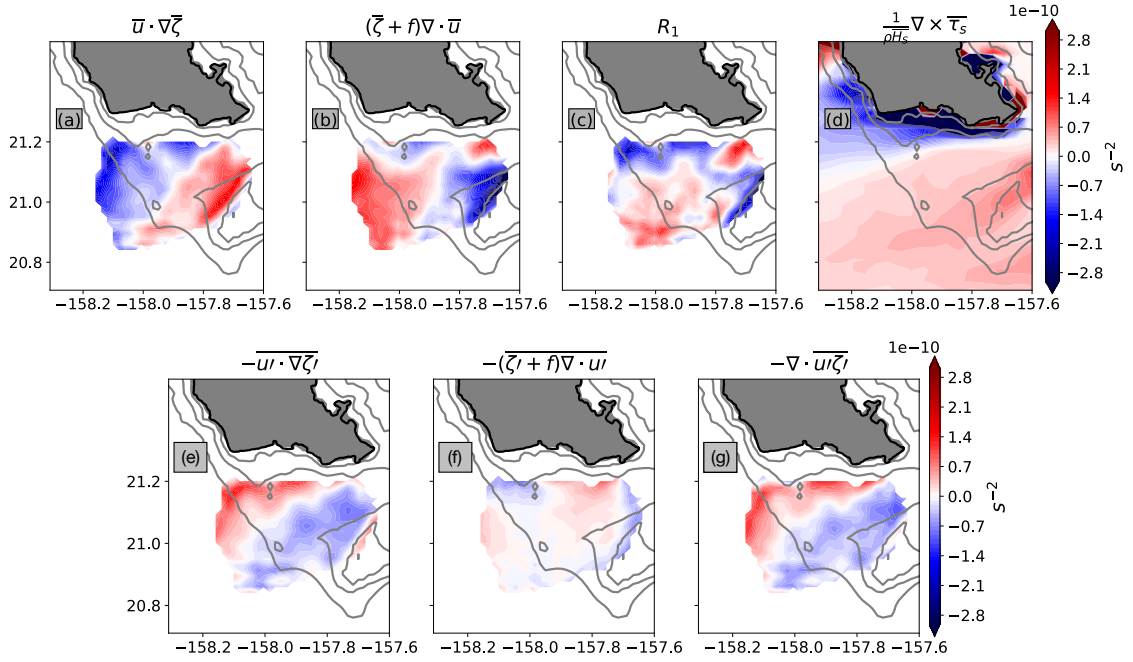 u̅ · ∇ζ̅
(ζ̅ + f)∇ · u̅
R₁
1/(ρH̅ₛ) ∇ × τ̅ₛ
1e−10
(a)
(b)
(c)
(d)
21.2
21.0
20.8
2.8
2.1
1.4
0.7
0.0
−0.7
−1.4
−2.1
−2.8
s⁻²
−158.2 −158.0 −157.8 −157.6
−158.2 −158.0 −157.8 −157.6
−158.2 −158.0 −157.8 −157.6
−158.2 −158.0 −157.8 −157.6
−\overline{u′ · ∇ζ′}
−\overline{(ζ′ + f)∇ · u′}
−∇ · \overline{u′ζ′}
1e−10
(e)
(f)
(g)
21.2
21.0
20.8
2.8
2.1
1.4
0.7
0.0
−0.7
−1.4
−2.1
−2.8
s⁻²
−158.2 −158.0 −157.8 −157.6
−158.2 −158.0 −157.8 −157.6
−158.2 −158.0 −157.8 −157.6